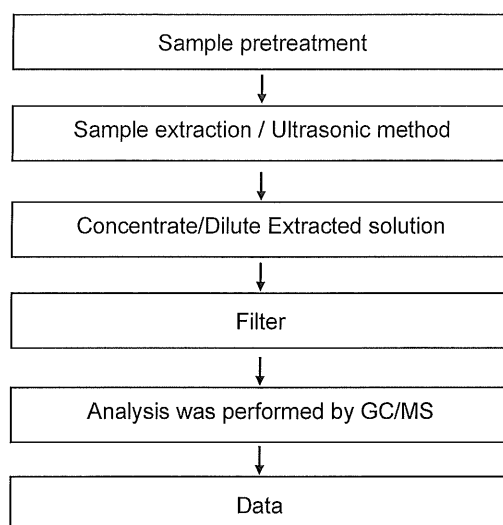 Sample pretreatment
Sample extraction / Ultrasonic method
Concentrate/Dilute Extracted solution
Filter
Analysis was performed by GC/MS
Data